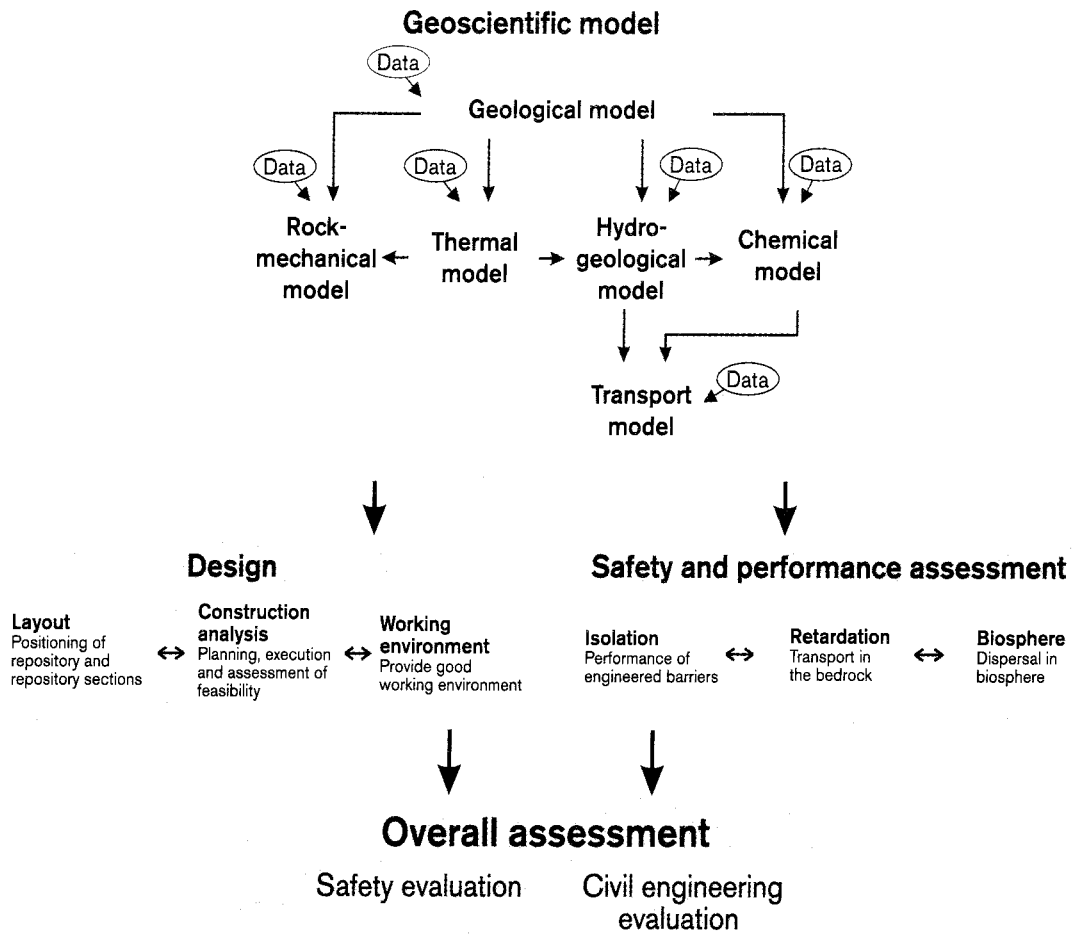 Geoscientific model
Data
Geological model
Data
Data
Data
Data
Rock-
mechanical
model
Thermal
model
Hydro-
geological
model
Chemical
model
Data
Transport
model
Design
Layout
Positioning of
repository and
repository sections
Construction
analysis
Planning, execution
and assessment of
feasibility
Working
environment
Provide good
working environment
Safety and performance assessment
Isolation
Performance of
engineered barriers
Retardation
Transport in
the bedrock
Biosphere
Dispersal in
biosphere
Overall assessment
Safety evaluation
Civil engineering
evaluation